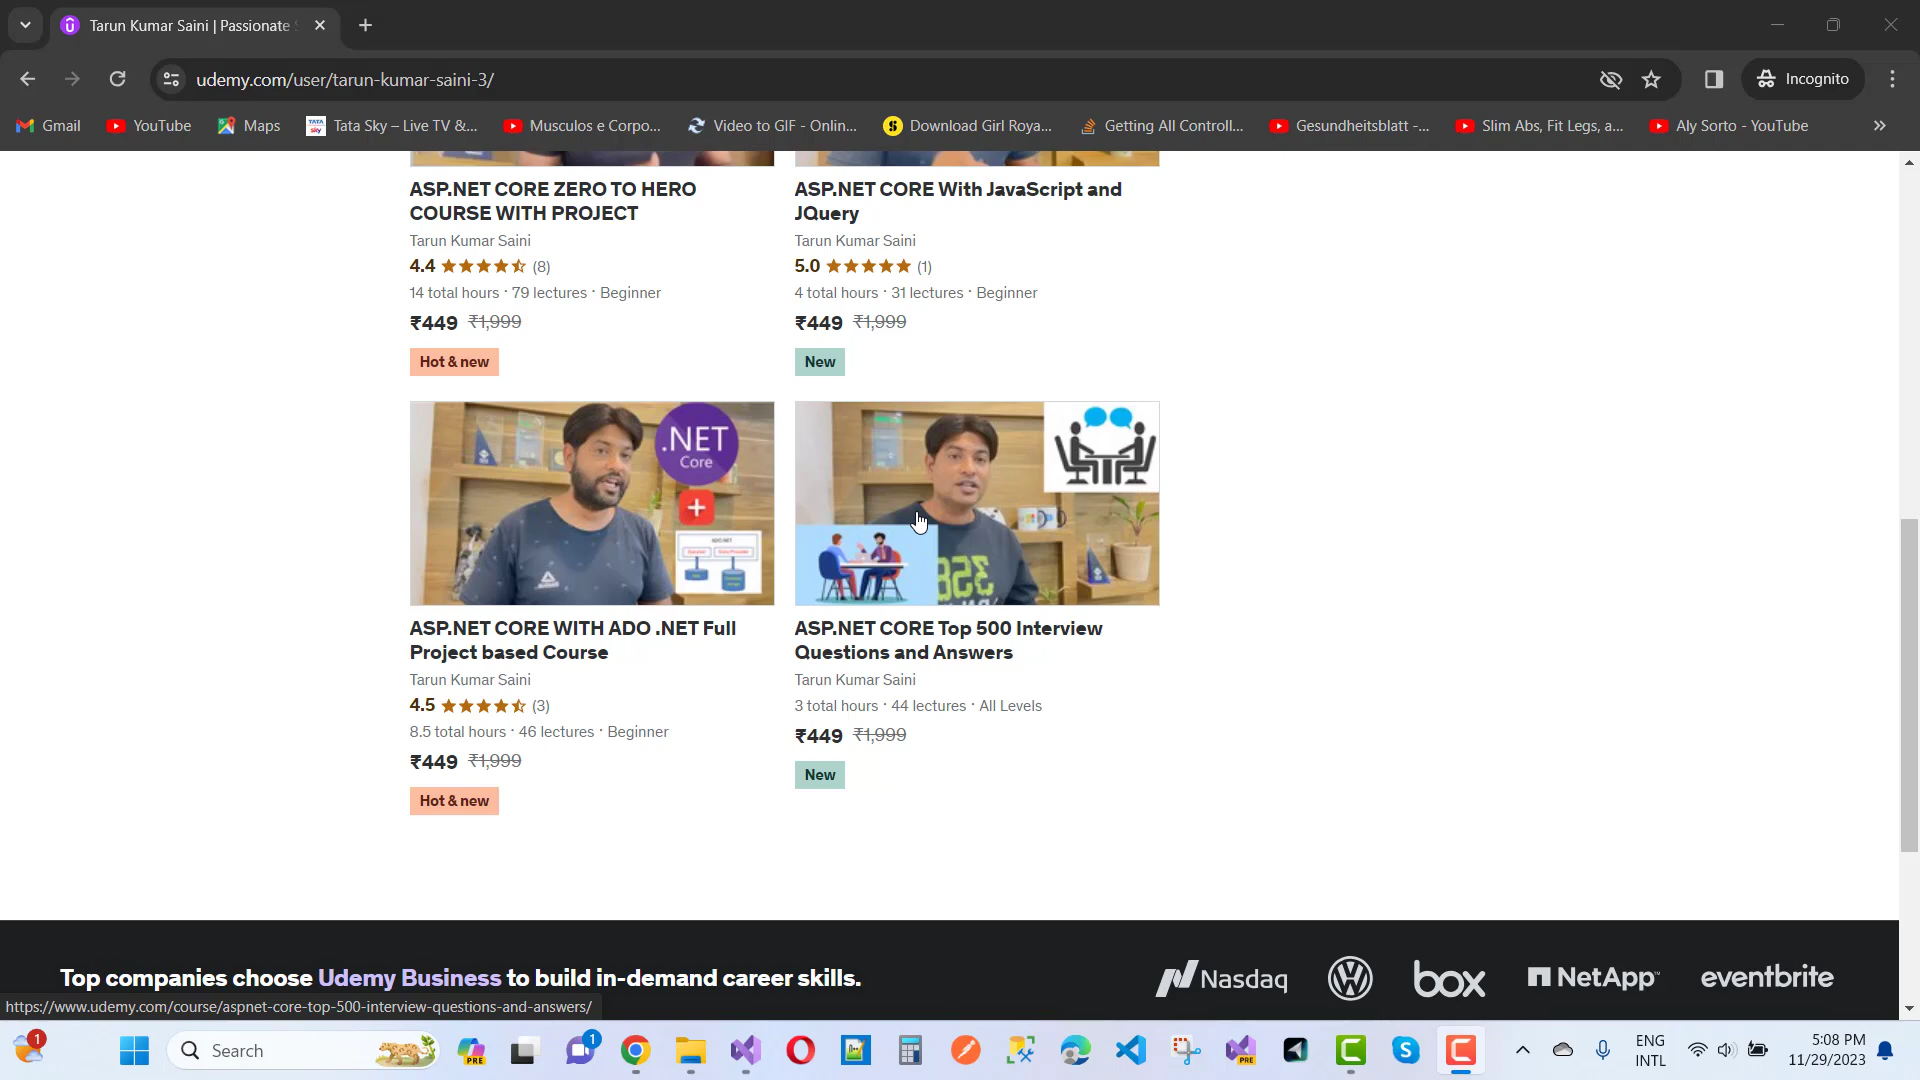 Tarun Kumar Saini | Passionate
udemy.com/user/tarun-kumar-saini-3/
Incognito
Gmail
YouTube
Maps
TATA
sky
Tata Sky – Live TV &...
Musculos e Corpo...
Video to GIF - Onlin...
Download Girl Roya...
Getting All Controll...
Gesundheitsblatt -...
Slim Abs, Fit Legs, a...
Aly Sorto - YouTube
ASP.NET CORE ZERO TO HERO
COURSE WITH PROJECT
Tarun Kumar Saini
4.4 (8)
14 total hours · 79 lectures · Beginner
₹449 ₹1,999
Hot & new
ASP.NET CORE With JavaScript and
JQuery
Tarun Kumar Saini
5.0 (1)
4 total hours · 31 lectures · Beginner
₹449 ₹1,999
New
.NET
Core
ADO.NET
358
ASP.NET CORE WITH ADO .NET Full
Project based Course
Tarun Kumar Saini
4.5 (3)
8.5 total hours · 46 lectures · Beginner
₹449 ₹1,999
Hot & new
ASP.NET CORE Top 500 Interview
Questions and Answers
Tarun Kumar Saini
3 total hours · 44 lectures · All Levels
₹449 ₹1,999
New
Top companies choose Udemy Business to build in-demand career skills.
Nasdaq
box
NetApp
eventbrite
https://www.udemy.com/course/aspnet-core-top-500-interview-questions-and-answers/
1
Search
PRE
1
PRE
ENG
INTL
5:08 PM
11/29/2023